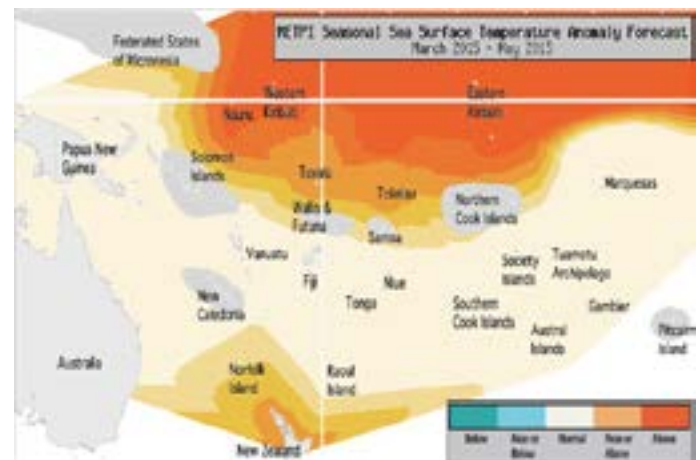 METPI Seasonal Sea Surface Temperature Anomaly Forecast
March 2015 - May 2015
Federated States
of Micronesia
Nauru
Western
Kiribati
Eastern
Kiribati
Papua New
Guinea
Solomon
Islands
Tuvalu
Tokelau
Marquesas
Wallis &
Futuna
Northern
Cook Islands
Samoa
Vanuatu
Fiji
Niue
Society
Islands
Tuamotu
Archipelago
New
Caledonia
Tonga
Southern
Cook Islands
Gambier
Austral
Islands
Pitcairn
Island
Australia
Norfolk
Island
Raoul
Island
New Zealand
Below
Near or
Below
Normal
Near or
Above
Above